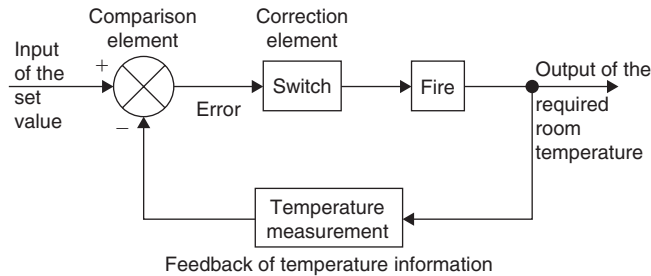 Comparison
element
Correction
element
Input
of the
set
value
+
−
Error
Switch
Fire
Output of the
required
room
temperature
Temperature
measurement
Feedback of temperature information